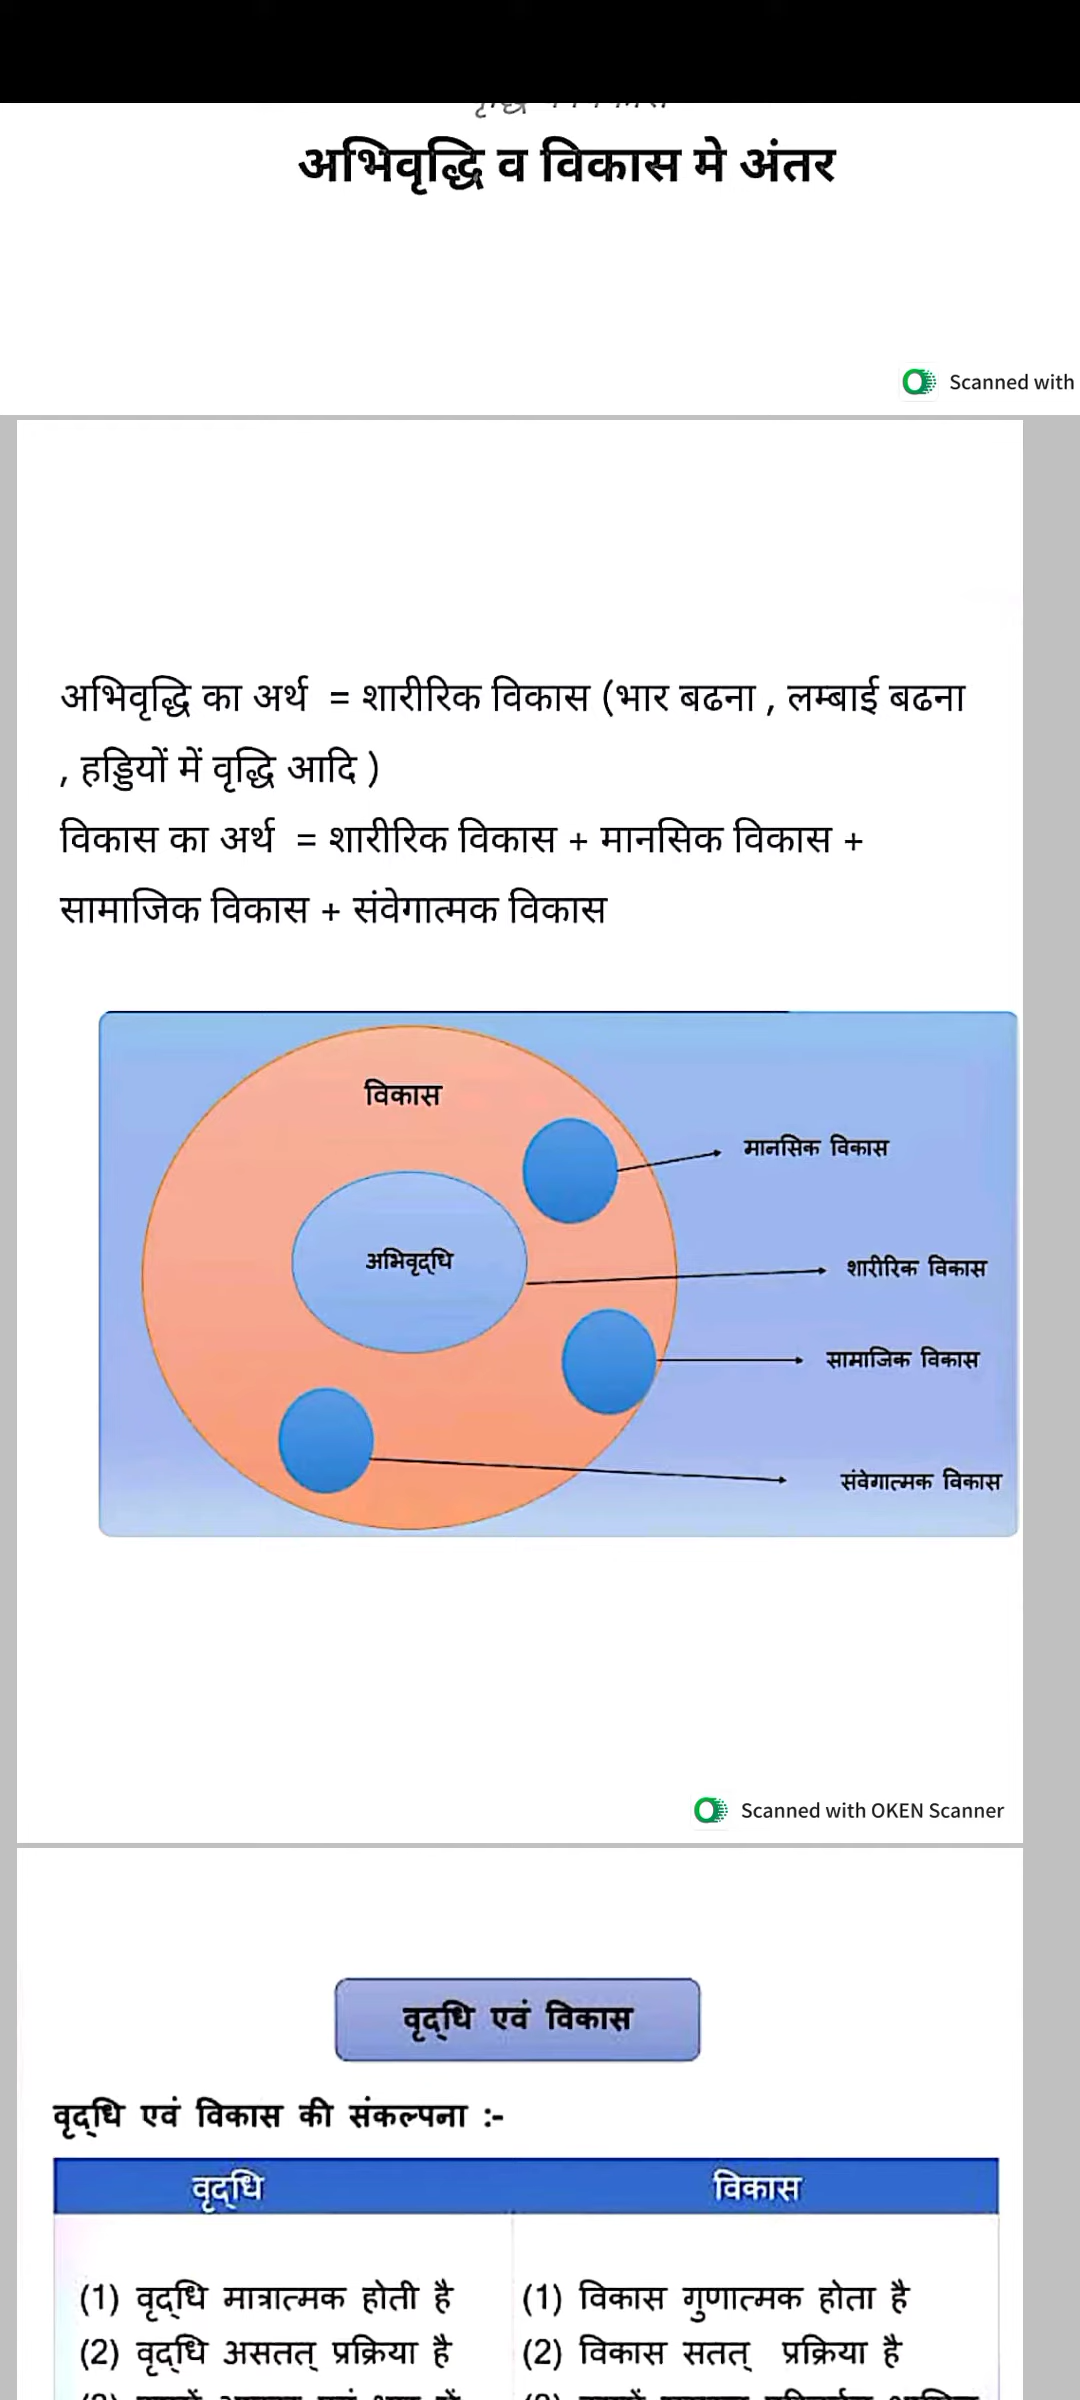 अभिवृद्धि व विकास मे अंतर
Scanned with
अभिवृद्धि का अर्थ = शारीरिक विकास (भार बढना , लम्बाई बढना
, हड्डियों में वृद्धि आदि )
विकास का अर्थ = शारीरिक विकास + मानसिक विकास +
सामाजिक विकास + संवेगात्मक विकास
विकास
मानसिक विकास
अभिवृद्धि
शारीरिक विकास
सामाजिक विकास
संवेगात्मक विकास
Scanned with OKEN Scanner
वृद्धि एवं विकास
वृद्धि एवं विकास की संकल्पना :-
वृद्धि विकास
(1) वृद्धि मात्रात्मक होती है (1) विकास गुणात्मक होता है
(2) वृद्धि असतत् प्रक्रिया है (2) विकास सतत् प्रक्रिया है